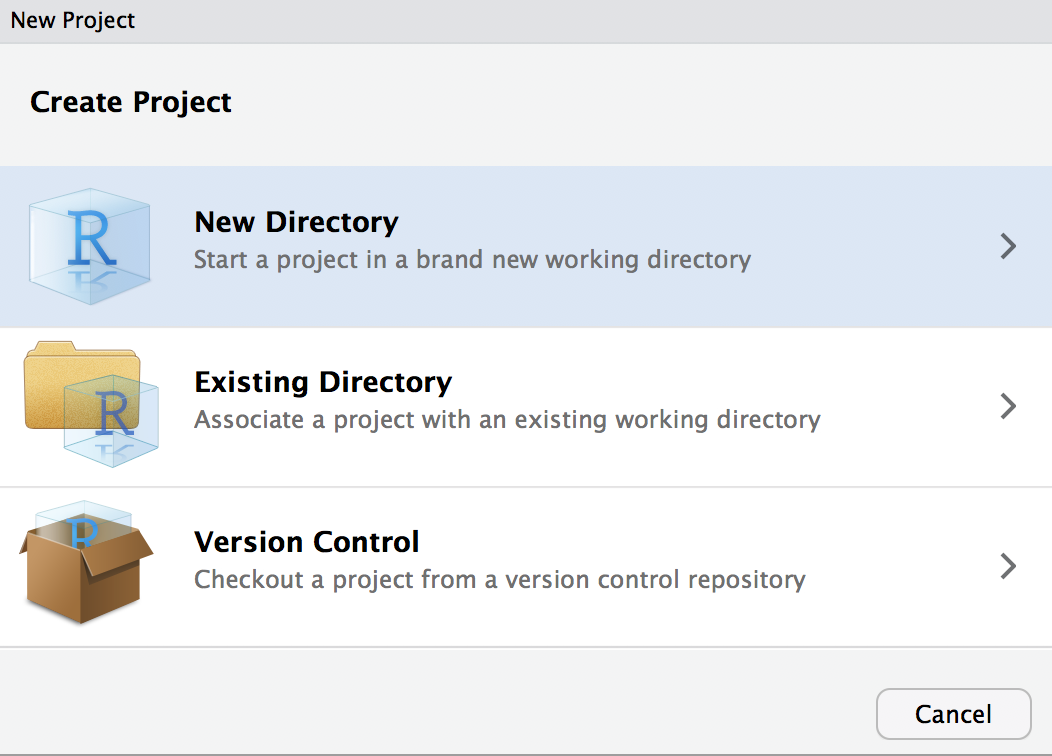 New Project
Create Project
R
New Directory
Start a project in a brand new working directory
R
Existing Directory
Associate a project with an existing working directory
R
Version Control
Checkout a project from a version control repository
Cancel